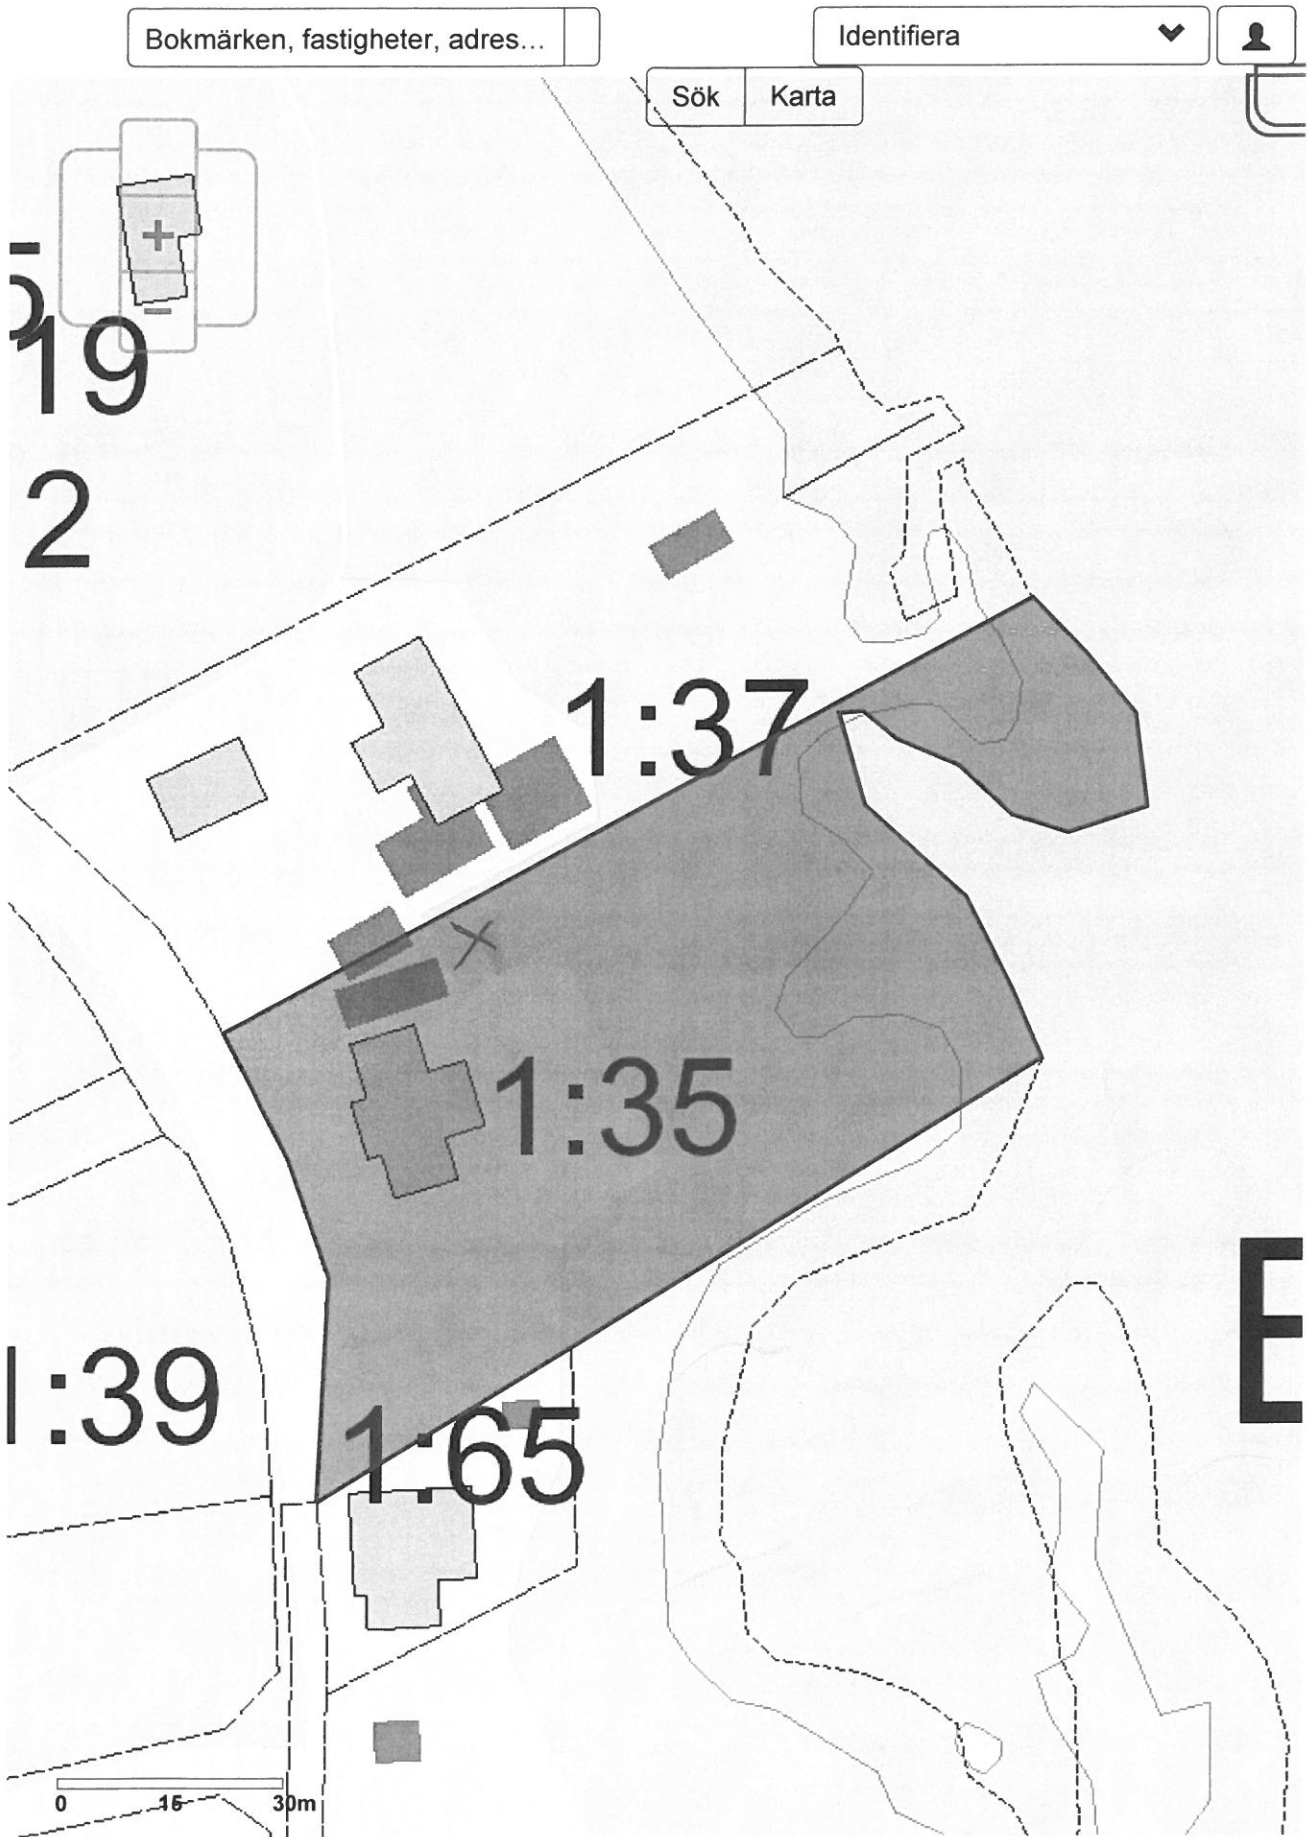 Bokmärken, fastigheter, adres...
Identifiera
Sök
Karta
+
−
19
2
1:37
1:35
1:39
1:65
E
0 15 30m